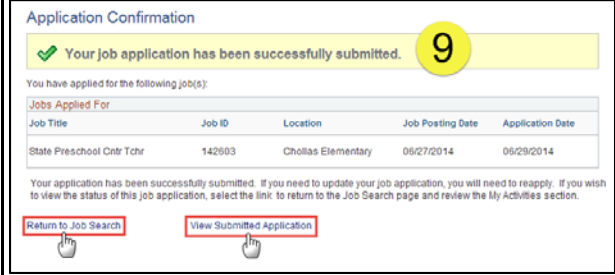 Application Confirmation
Your job application has been successfully submitted.
9
You have applied for the following job(s):
Jobs Applied For
Job Title Job ID Location Job Posting Date Application Date
State Preschool Cntr Tchr 142603 Chollas Elementary 06/27/2014 06/29/2014
Your application has been successfully submitted. If you need to update your job application, you will need to reapply. If you wish
to view the status of this job application, select the link to return to the Job Search page and review the My Activities section.
Return to Job Search View Submitted Application